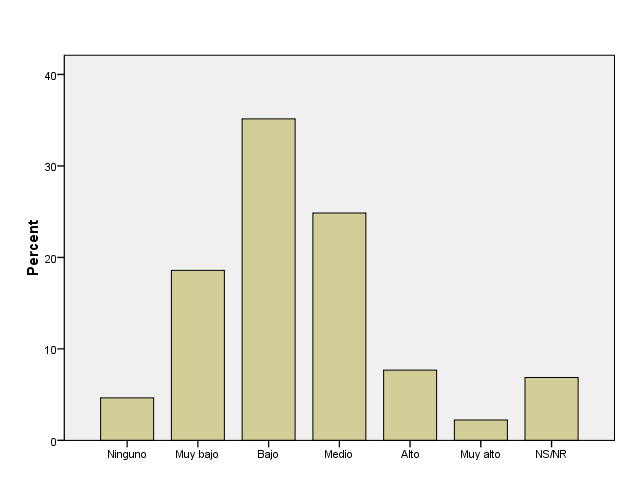 40
30
20
10
0
Percent
Ninguno
Muy bajo
Bajo
Medio
Alto
Muy alto
NS/NR